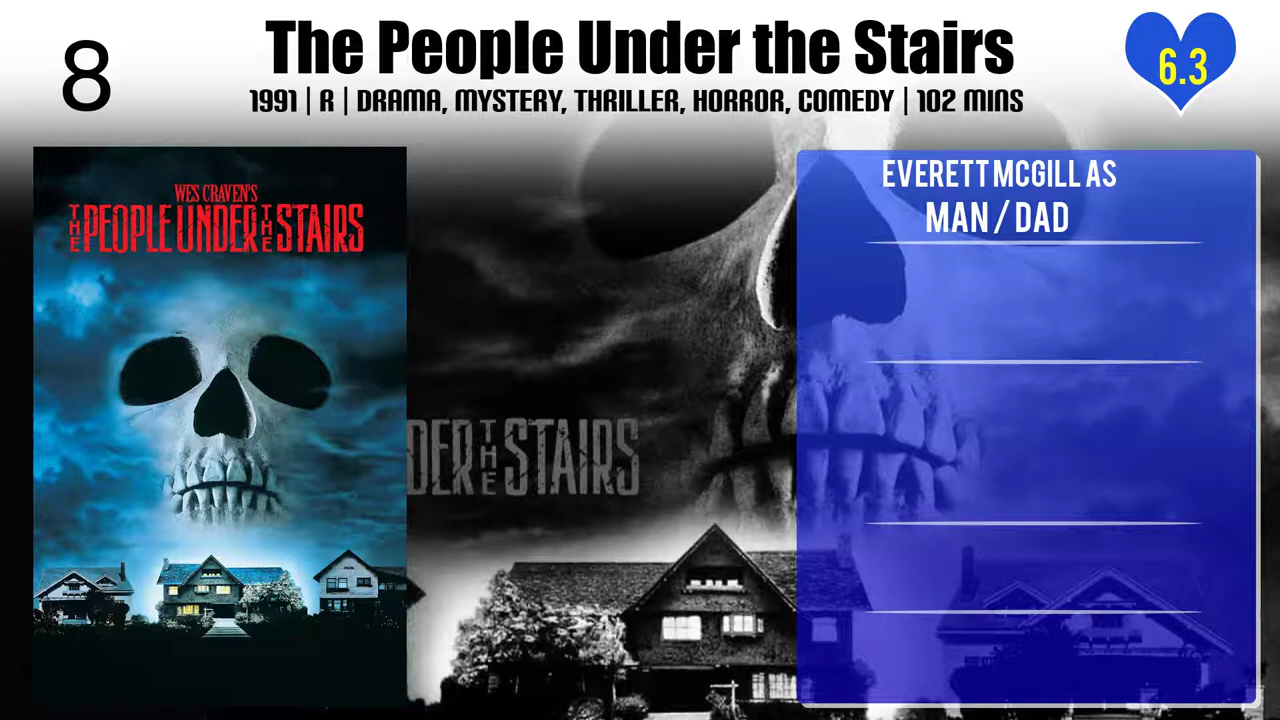 8
The People Under the Stairs
1991 | R | DRAMA, MYSTERY, THRILLER, HORROR, COMEDY | 102 MINS
6.3
WES CRAVEN'S
THE PEOPLE UNDER THE STAIRS
DER THE STAIRS
EVERETT MCGILL AS
MAN / DAD